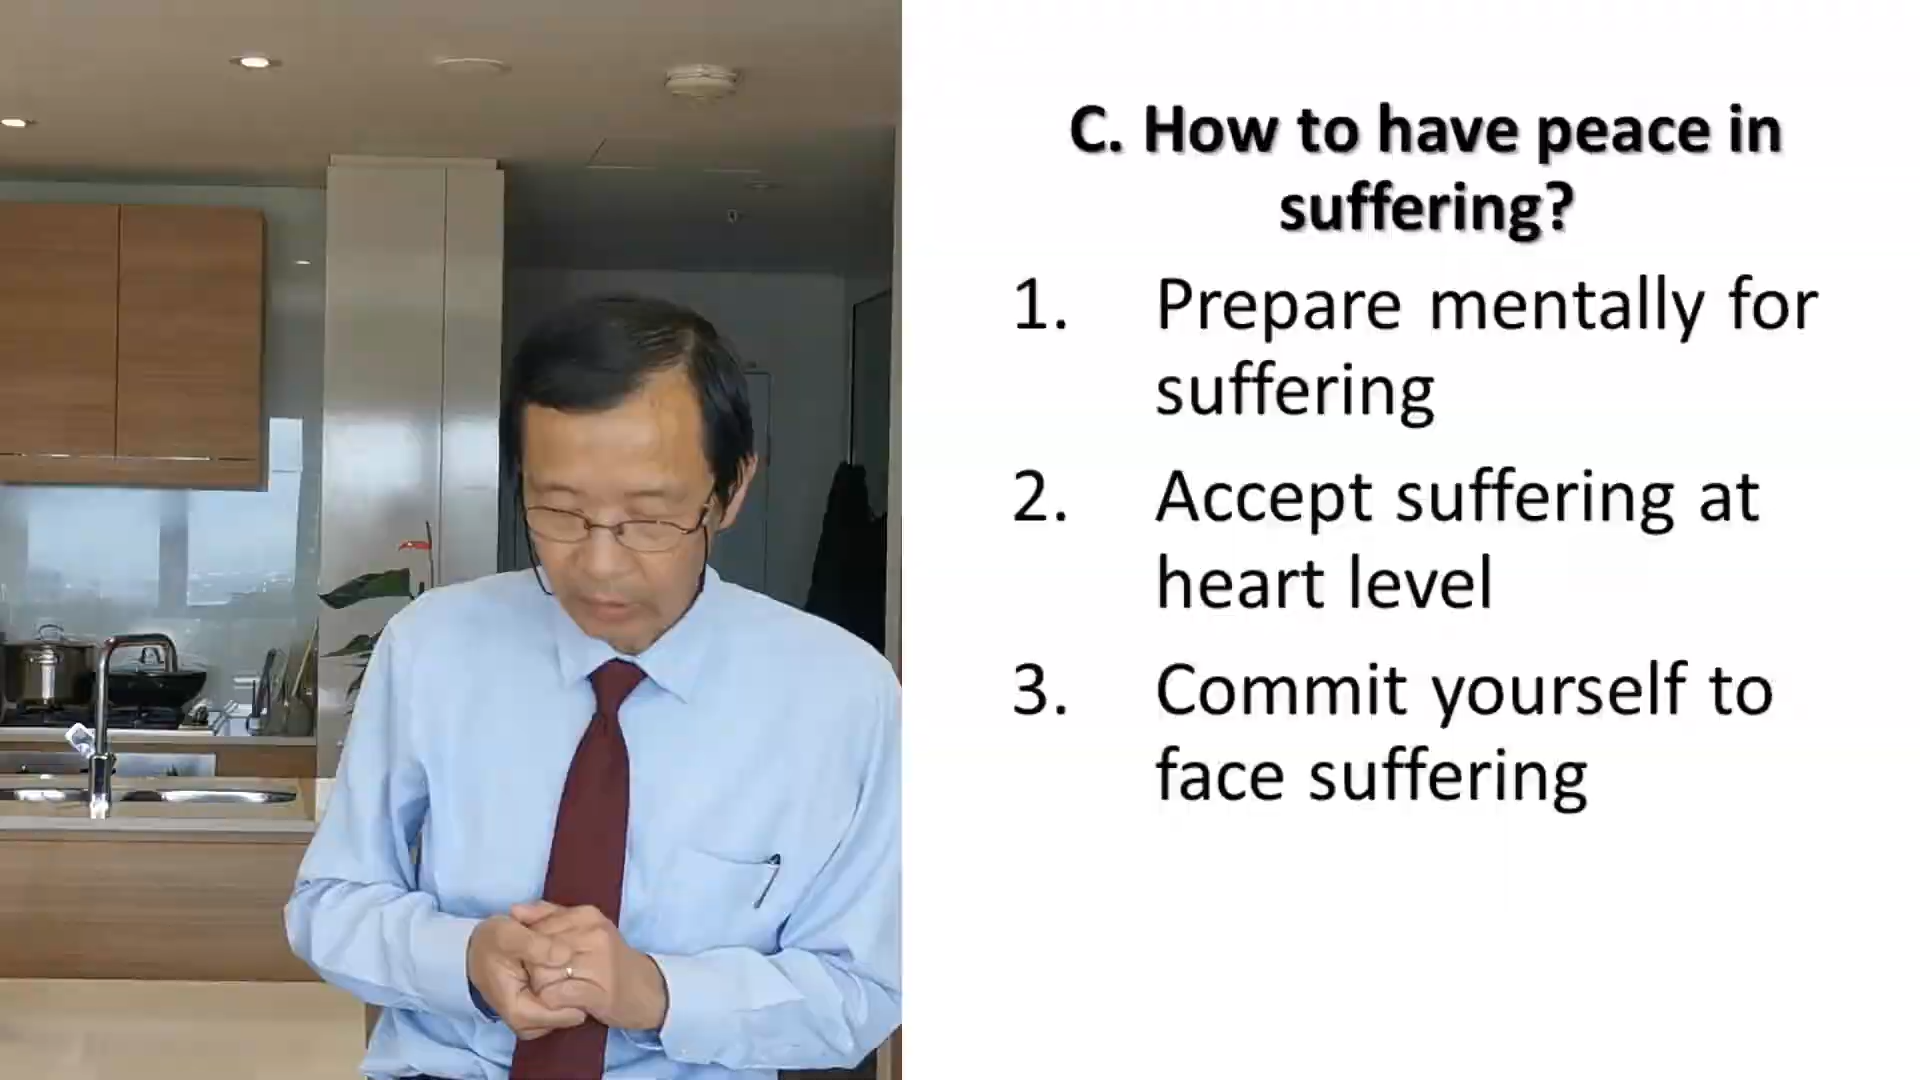 C. How to have peace in
suffering?
1. Prepare mentally for
suffering
2. Accept suffering at
heart level
3. Commit yourself to
face suffering